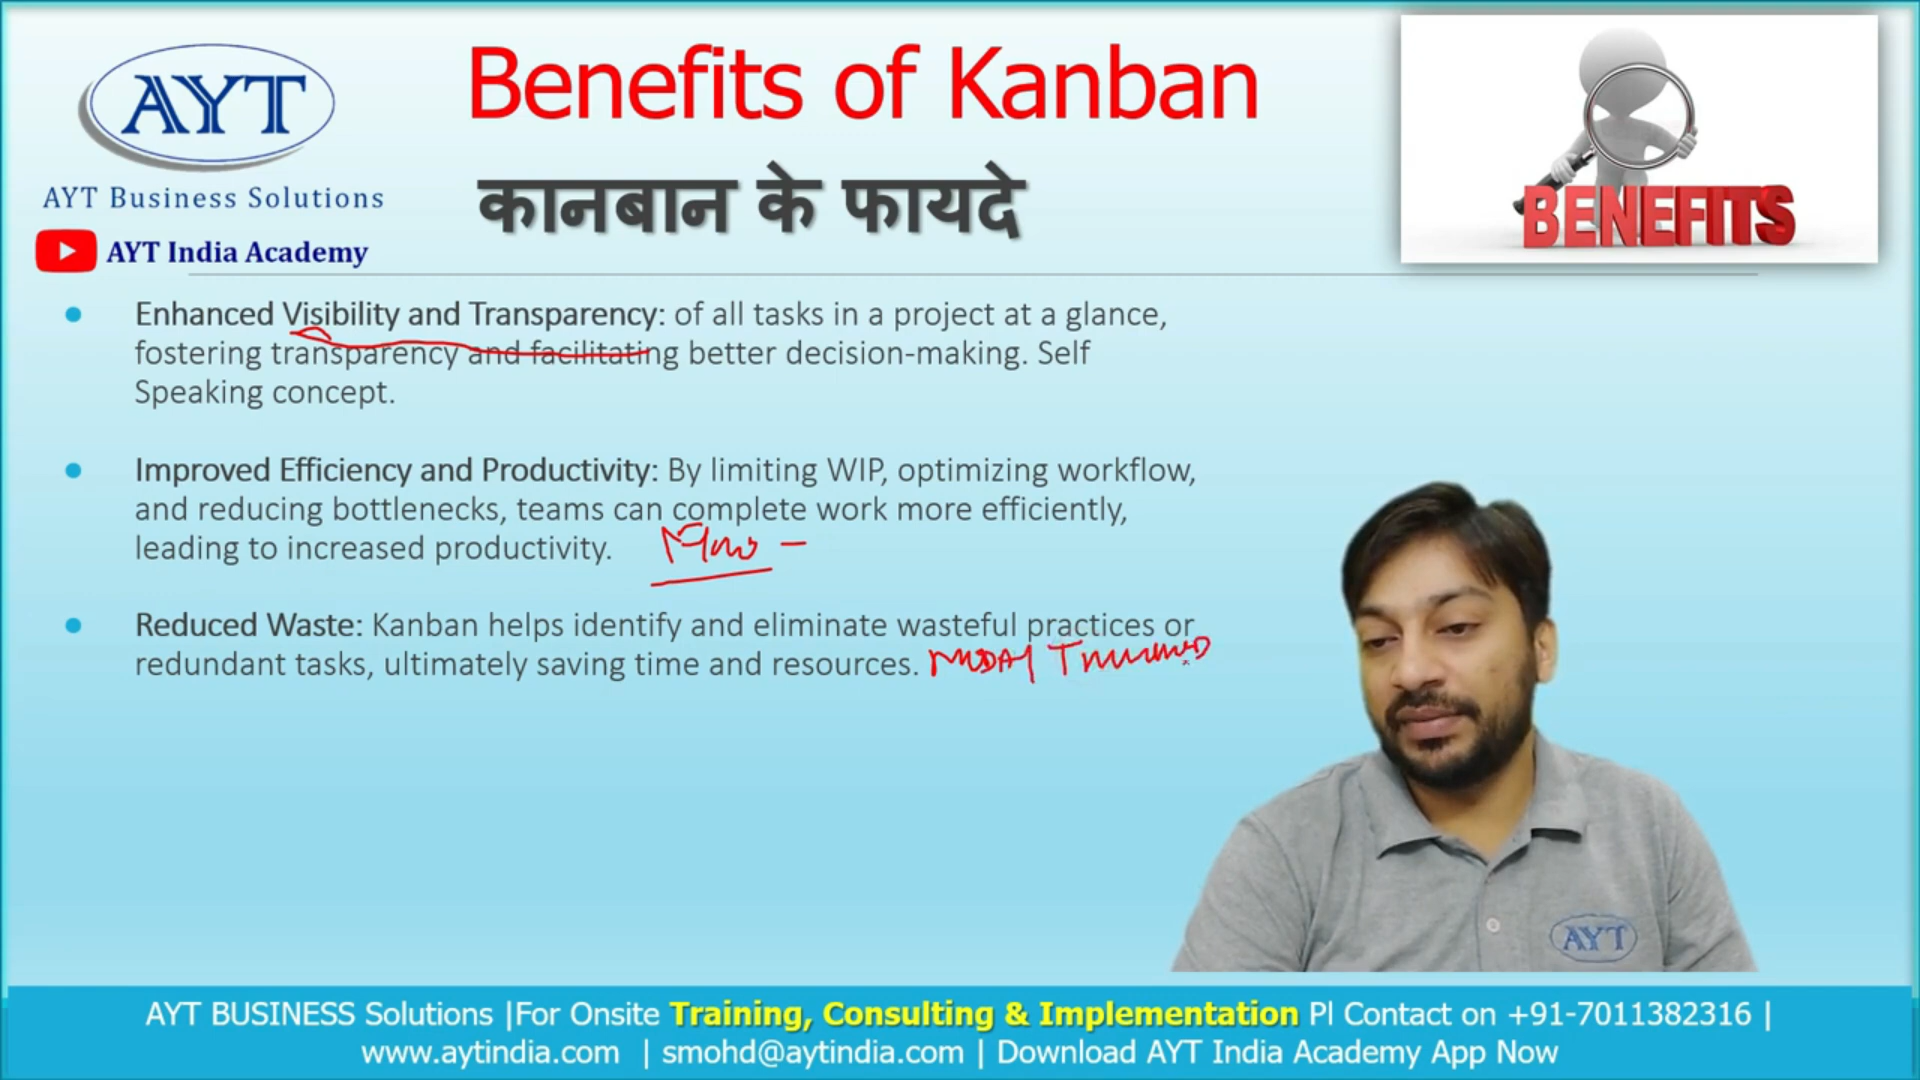 AYT
AYT Business Solutions
AYT India Academy
Benefits of Kanban
कानबान के फायदे
BENEFITS
Enhanced Visibility and Transparency: of all tasks in a project at a glance,
fostering transparency and facilitating better decision-making. Self
Speaking concept.
Improved Efficiency and Productivity: By limiting WIP, optimizing workflow,
and reducing bottlenecks, teams can complete work more efficiently,
leading to increased productivity.
Reduced Waste: Kanban helps identify and eliminate wasteful practices or
redundant tasks, ultimately saving time and resources.
AYT
AYT BUSINESS Solutions |For Onsite Training, Consulting & Implementation Pl Contact on +91-7011382316 |
www.aytindia.com | smohd@aytindia.com | Download AYT India Academy App Now